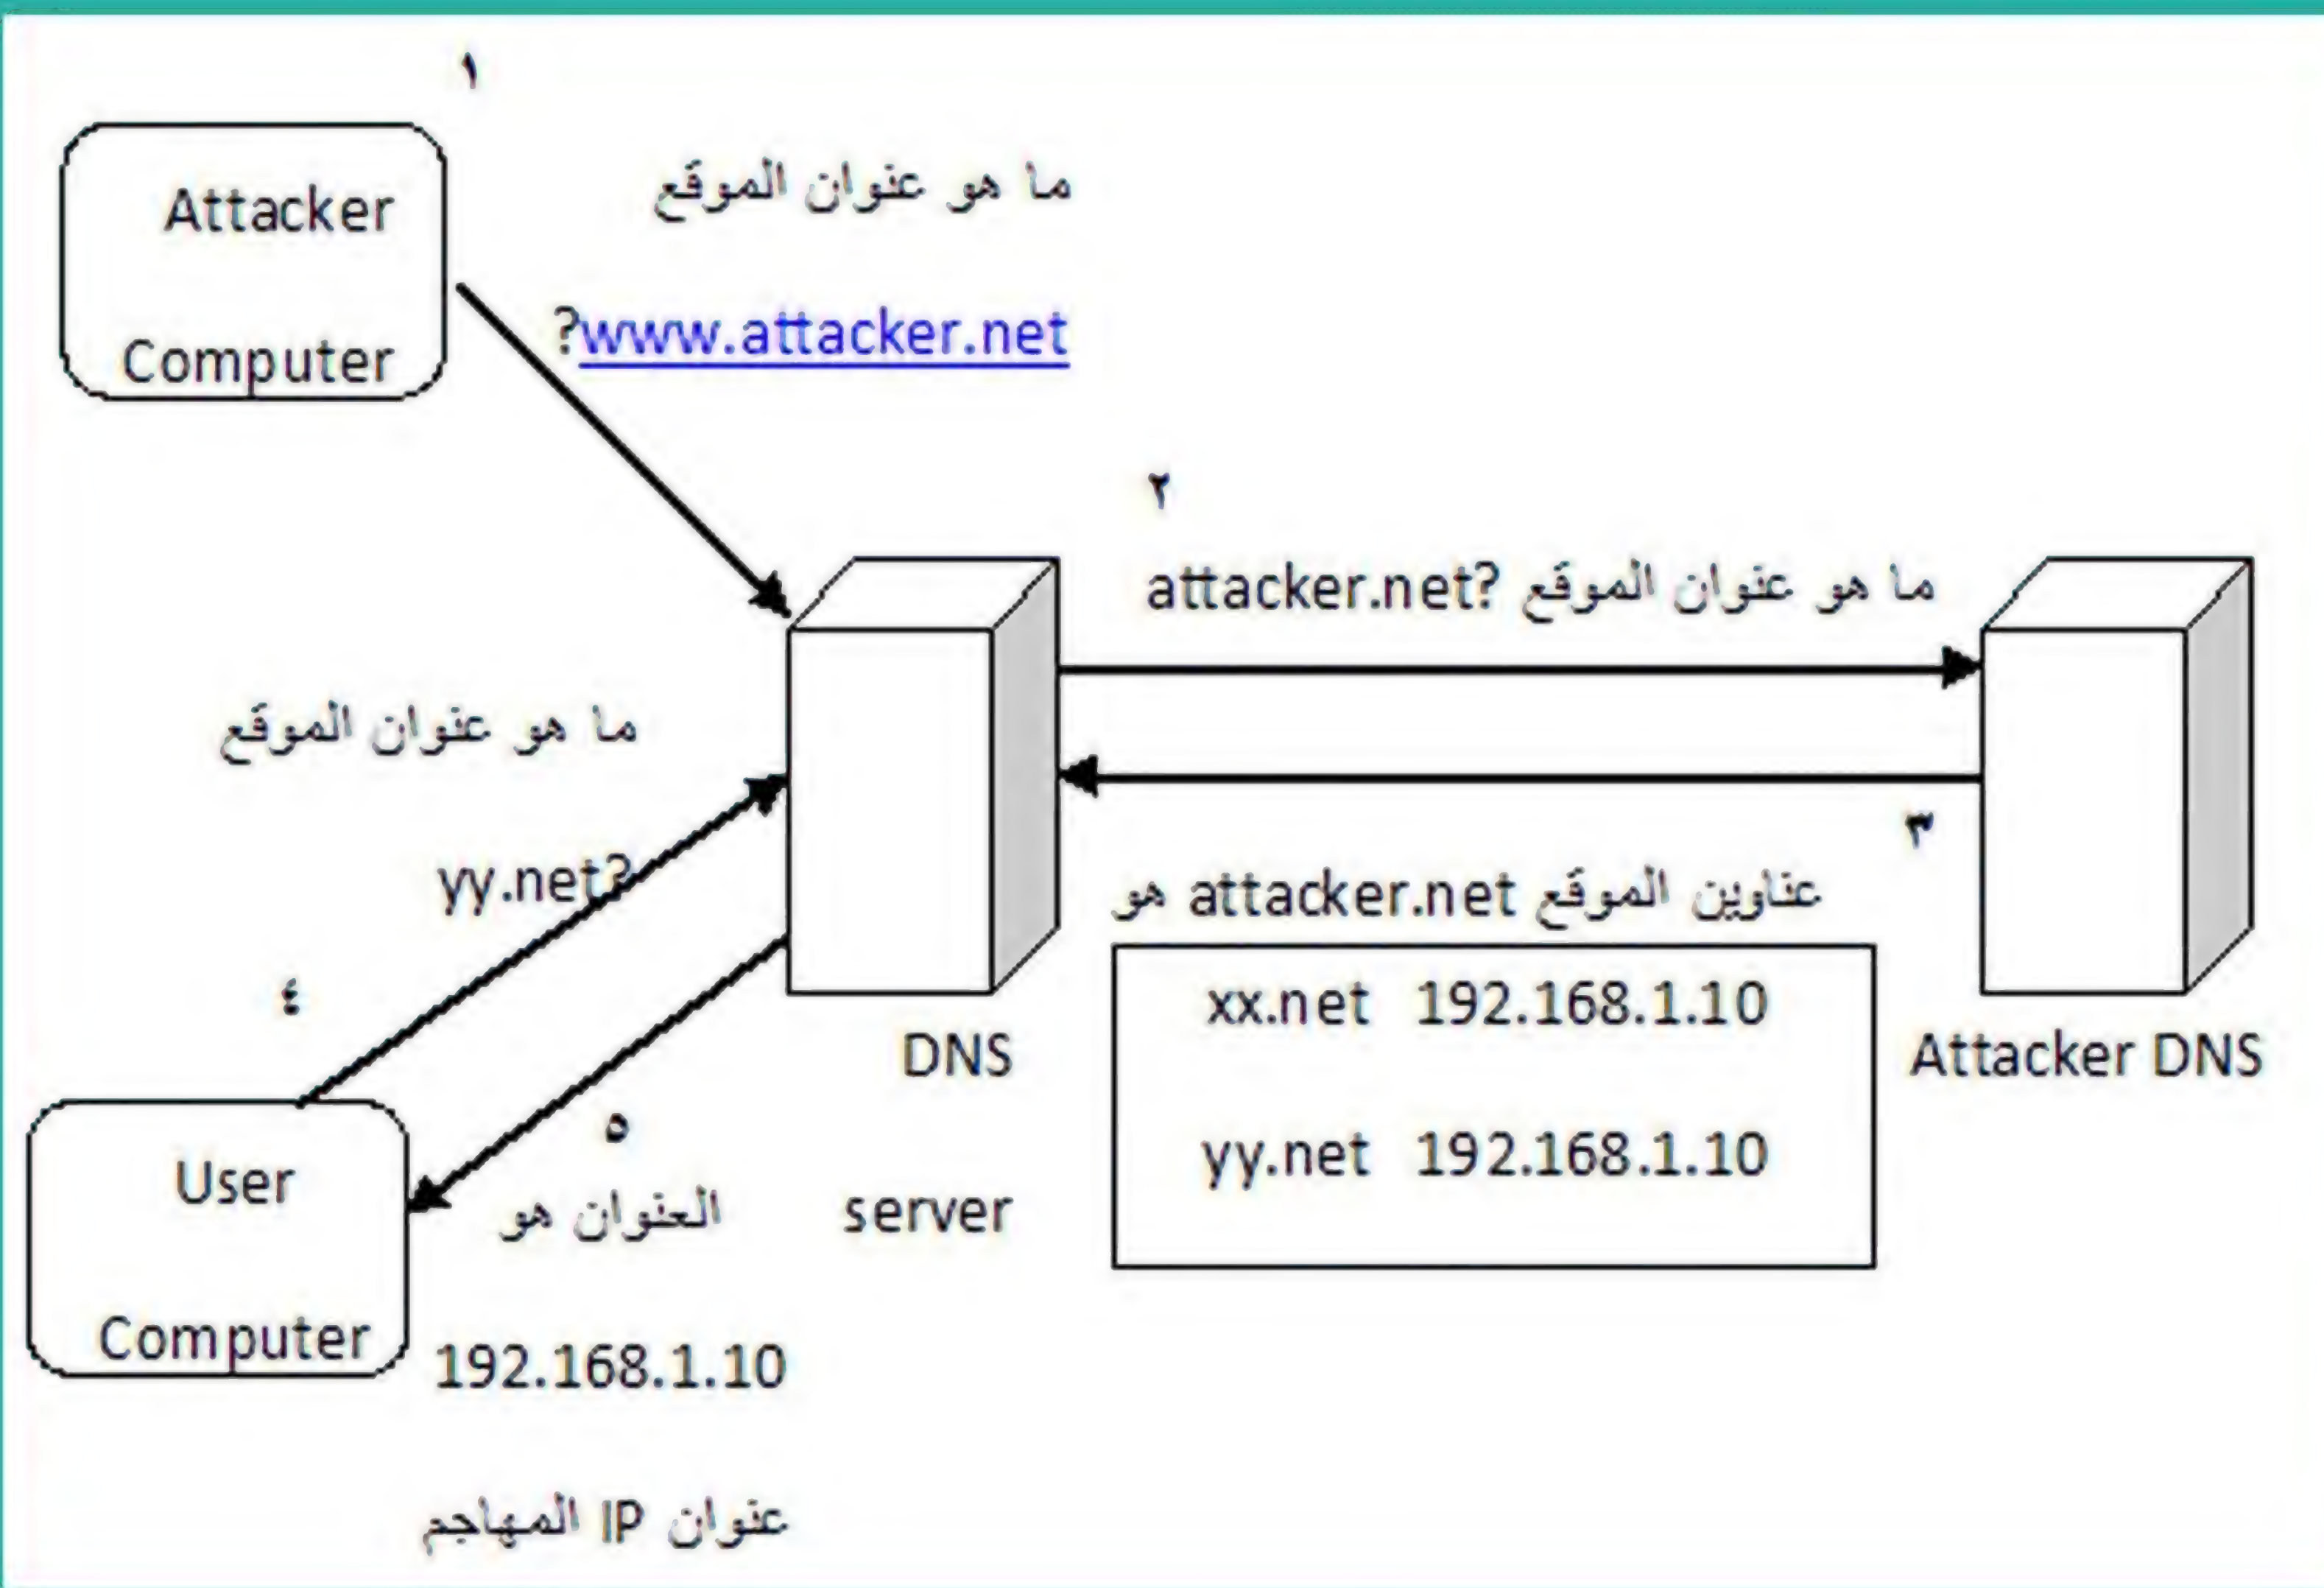 ١
Attacker
Computer
ما هو عنوان الموقع
?www.attacker.net
٢
ما هو عنوان الموقع attacker.net?
ما هو عنوان الموقع
yy.net?
٣
عناوين الموقع attacker.net هو
xx.net 192.168.1.10
yy.net 192.168.1.10
Attacker DNS
DNS
server
٤
٥
User
Computer
العنوان هو
192.168.1.10
عنوان IP المهاجم